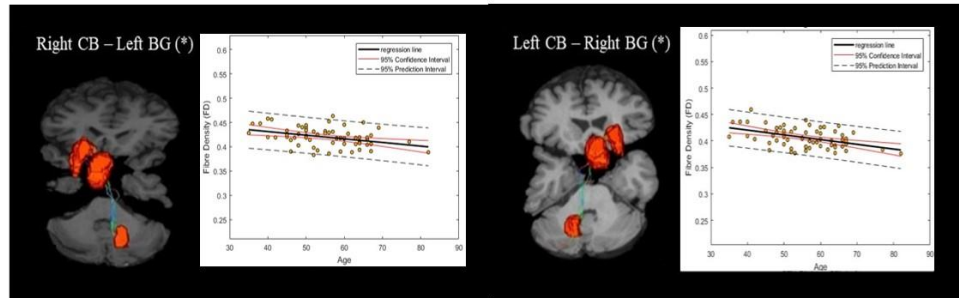 Right CB – Left BG (*)
0.6
0.55
0.5
0.45
0.4
0.35
0.3
0.25
30 40 50 60 70 80 90
Fibre Density (FD)
Age
regression line
95% Confidence Interval
95% Prediction Interval
Left CB – Right BG (*)
0.6
0.55
0.5
0.45
0.4
0.35
0.3
0.25
30 40 50 60 70 80 90
Fibre Density (FD)
Age
regression line
95% Confidence Interval
95% Prediction Interval